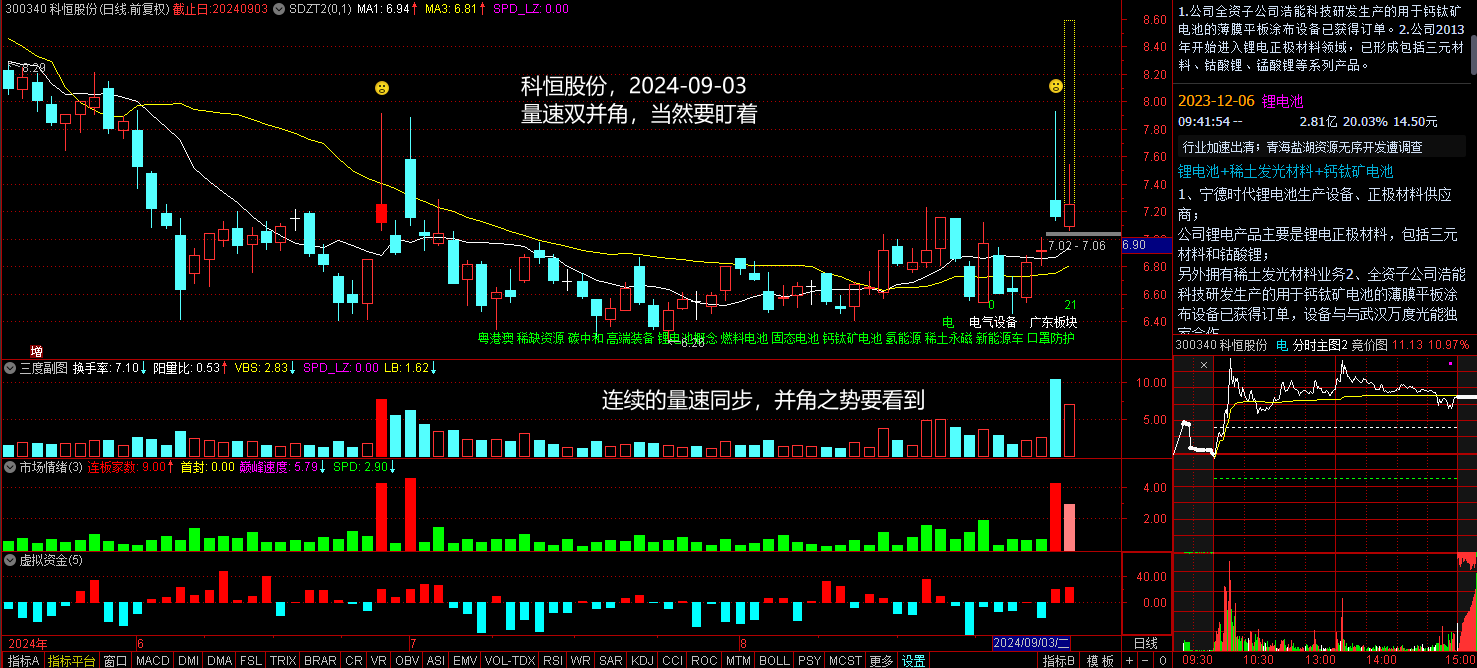 300340 科恒股份(日线.前复权) 截止日:20240903 SDZT2(0,1) MA1: 6.94↑ MA3: 6.81↑ SPD_LZ: 0.00
8.29
科恒股份，2024-09-03
量速双并角，当然要盯着
7.02 - 7.06
0
21
电 电气设备 广东板块
粤港澳 稀缺资源 碳中和 高端装备 锂电池概念 燃料电池 固态电池 钙钛矿电池 氢能源 稀土永磁 新能源车 口罩防护
增
8.60
8.40
8.20
8.00
7.80
7.60
7.40
7.20
6.90
6.80
6.60
6.40
三度副图 换手率: 7.10↓ 阳量比: 0.53↑ VBS: 2.83↓ SPD_LZ: 0.00 LB: 1.62↓
连续的量速同步，并角之势要看到
10.00
5.00
市场情绪(3) 连板家数: 9.00↑ 首封: 0.00 巅峰速度: 5.79↓ SPD: 2.90↓
4.00
2.00
虚拟资金(5)
40.00
0.00
2024年 6 7 8 2024/09/03/二 日线
指标A 指标平台 窗口 MACD DMI DMA FSL TRIX BRAR CR VR OBV ASI EMV VOL-TDX RSI WR SAR KDJ CCI ROC MTM BOLL PSY MCST 更多 设置 指标B 模板 + − 0
1.公司全资子公司浩能科技研发生产的用于钙钛矿
电池的薄膜平板涂布设备已获得订单。2.公司2013
年开始进入锂电正极材料领域，已形成包括三元材
料、钴酸锂、锰酸锂等系列产品。
2023-12-06 锂电池
09:41:54 -- 2.81亿 20.03% 14.50元
行业加速出清；青海盐湖资源无序开发遭调查
锂电池+稀土发光材料+钙钛矿电池
1、宁德时代锂电池生产设备、正极材料供应
商；
公司锂电产品主要是锂电正极材料，包括三元
材料和钴酸锂；
另外拥有稀土发光材料业务2、全资子公司浩能
科技研发生产的用于钙钛矿电池的薄膜平板涂
布设备已获得订单，设备与与武汉万度光能独
家合作
300340 科恒股份 电 分时主图2 竞价图 11.13 10.97%
×
09:30 10:30 13:00 14:00 15:00